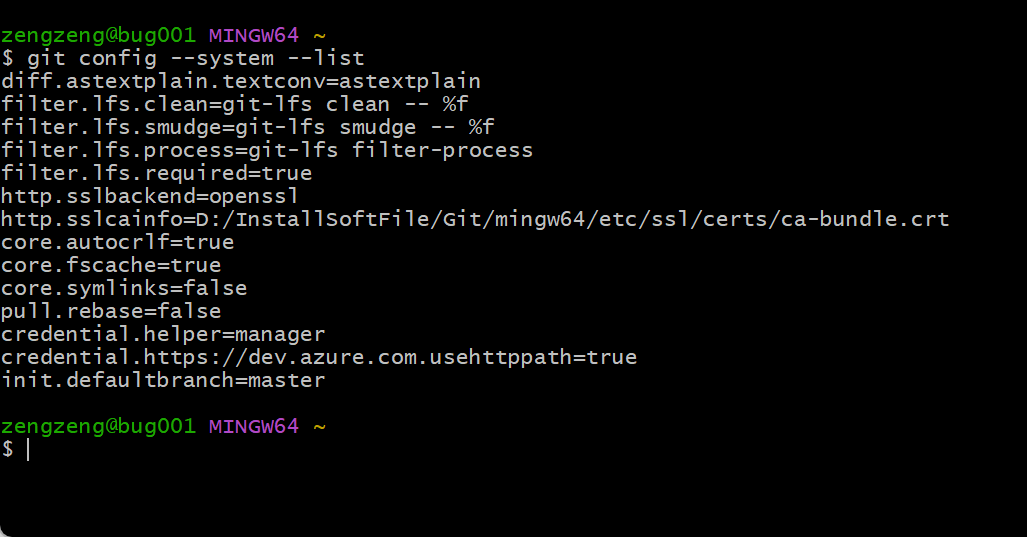 zengzeng@bug001 MINGW64 ~
$ git config --system --list
diff.astextplain.textconv=astextplain
filter.lfs.clean=git-lfs clean -- %f
filter.lfs.smudge=git-lfs smudge -- %f
filter.lfs.process=git-lfs filter-process
filter.lfs.required=true
http.sslbackend=openssl
http.sslcainfo=D:/InstallSoftFile/Git/mingw64/etc/ssl/certs/ca-bundle.crt
core.autocrlf=true
core.fscache=true
core.symlinks=false
pull.rebase=false
credential.helper=manager
credential.https://dev.azure.com.usehttppath=true
init.defaultbranch=master
zengzeng@bug001 MINGW64 ~
$